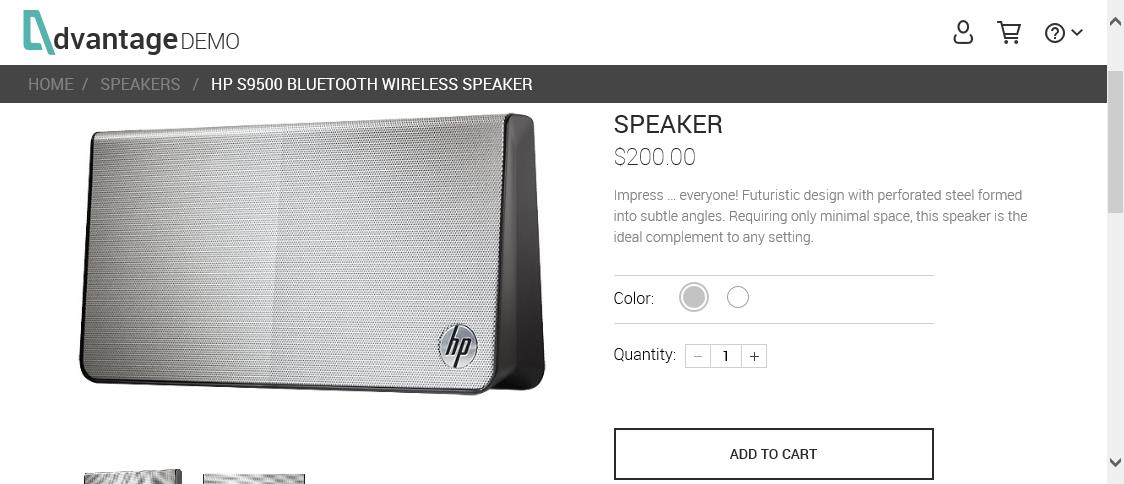 dvantage DEMO
HOME / SPEAKERS / HP S9500 BLUETOOTH WIRELESS SPEAKER
SPEAKER
$200.00
Impress ... everyone! Futuristic design with perforated steel formed
into subtle angles. Requiring only minimal space, this speaker is the
ideal complement to any setting.
Color:
Quantity: − 1 +
hp
ADD TO CART